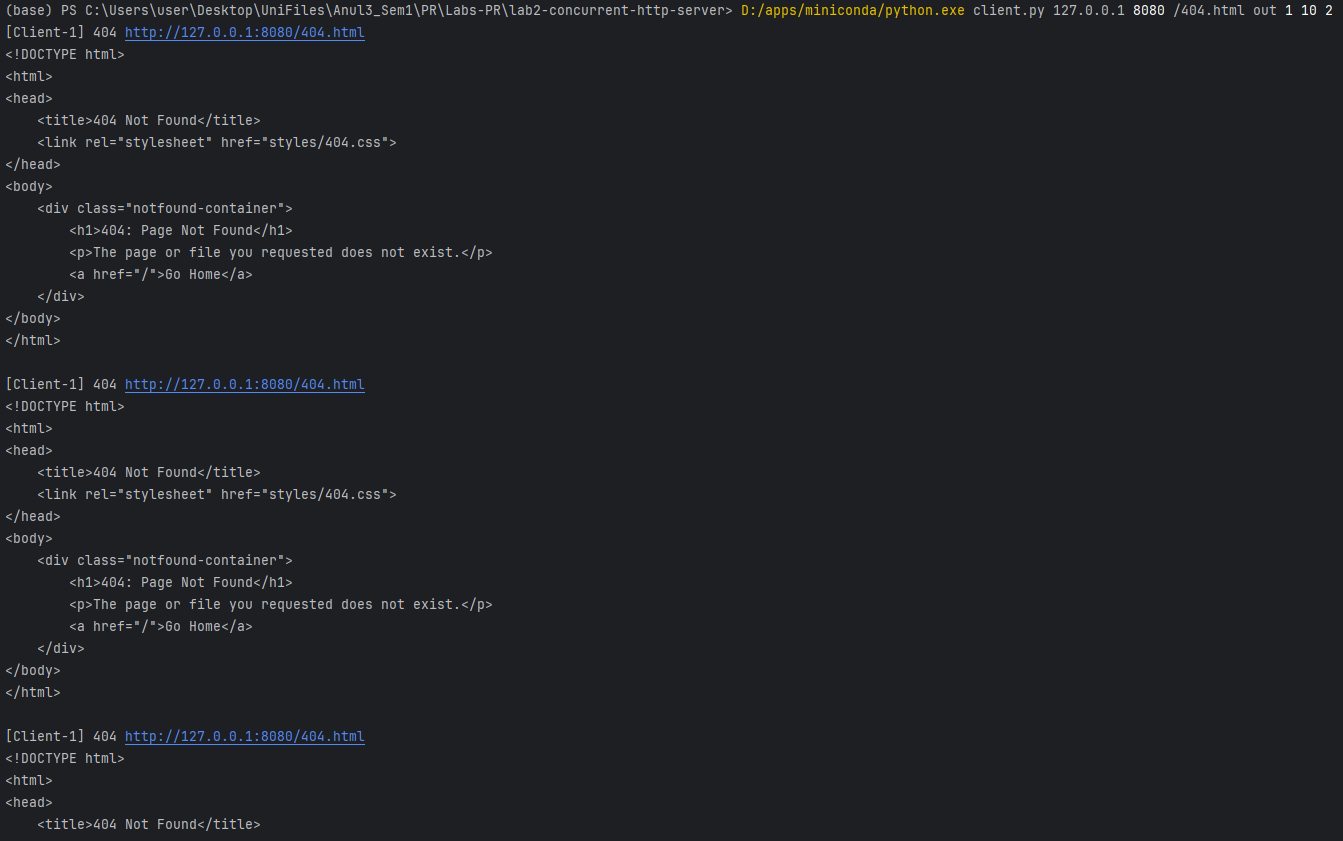 (base) PS C:\Users\user\Desktop\UniFiles\Anul3_Sem1\PR\Labs-PR\lab2-concurrent-http-server> D:/apps/miniconda/python.exe client.py 127.0.0.1 8080 /404.html out 1 10 2
[Client-1] 404 http://127.0.0.1:8080/404.html
<!DOCTYPE html>
<html>
<head>
    <title>404 Not Found</title>
    <link rel="stylesheet" href="styles/404.css">
</head>
<body>
    <div class="notfound-container">
        <h1>404: Page Not Found</h1>
        <p>The page or file you requested does not exist.</p>
        <a href="/">Go Home</a>
    </div>
</body>
</html>

[Client-1] 404 http://127.0.0.1:8080/404.html
<!DOCTYPE html>
<html>
<head>
    <title>404 Not Found</title>
    <link rel="stylesheet" href="styles/404.css">
</head>
<body>
    <div class="notfound-container">
        <h1>404: Page Not Found</h1>
        <p>The page or file you requested does not exist.</p>
        <a href="/">Go Home</a>
    </div>
</body>
</html>

[Client-1] 404 http://127.0.0.1:8080/404.html
<!DOCTYPE html>
<html>
<head>
    <title>404 Not Found</title>